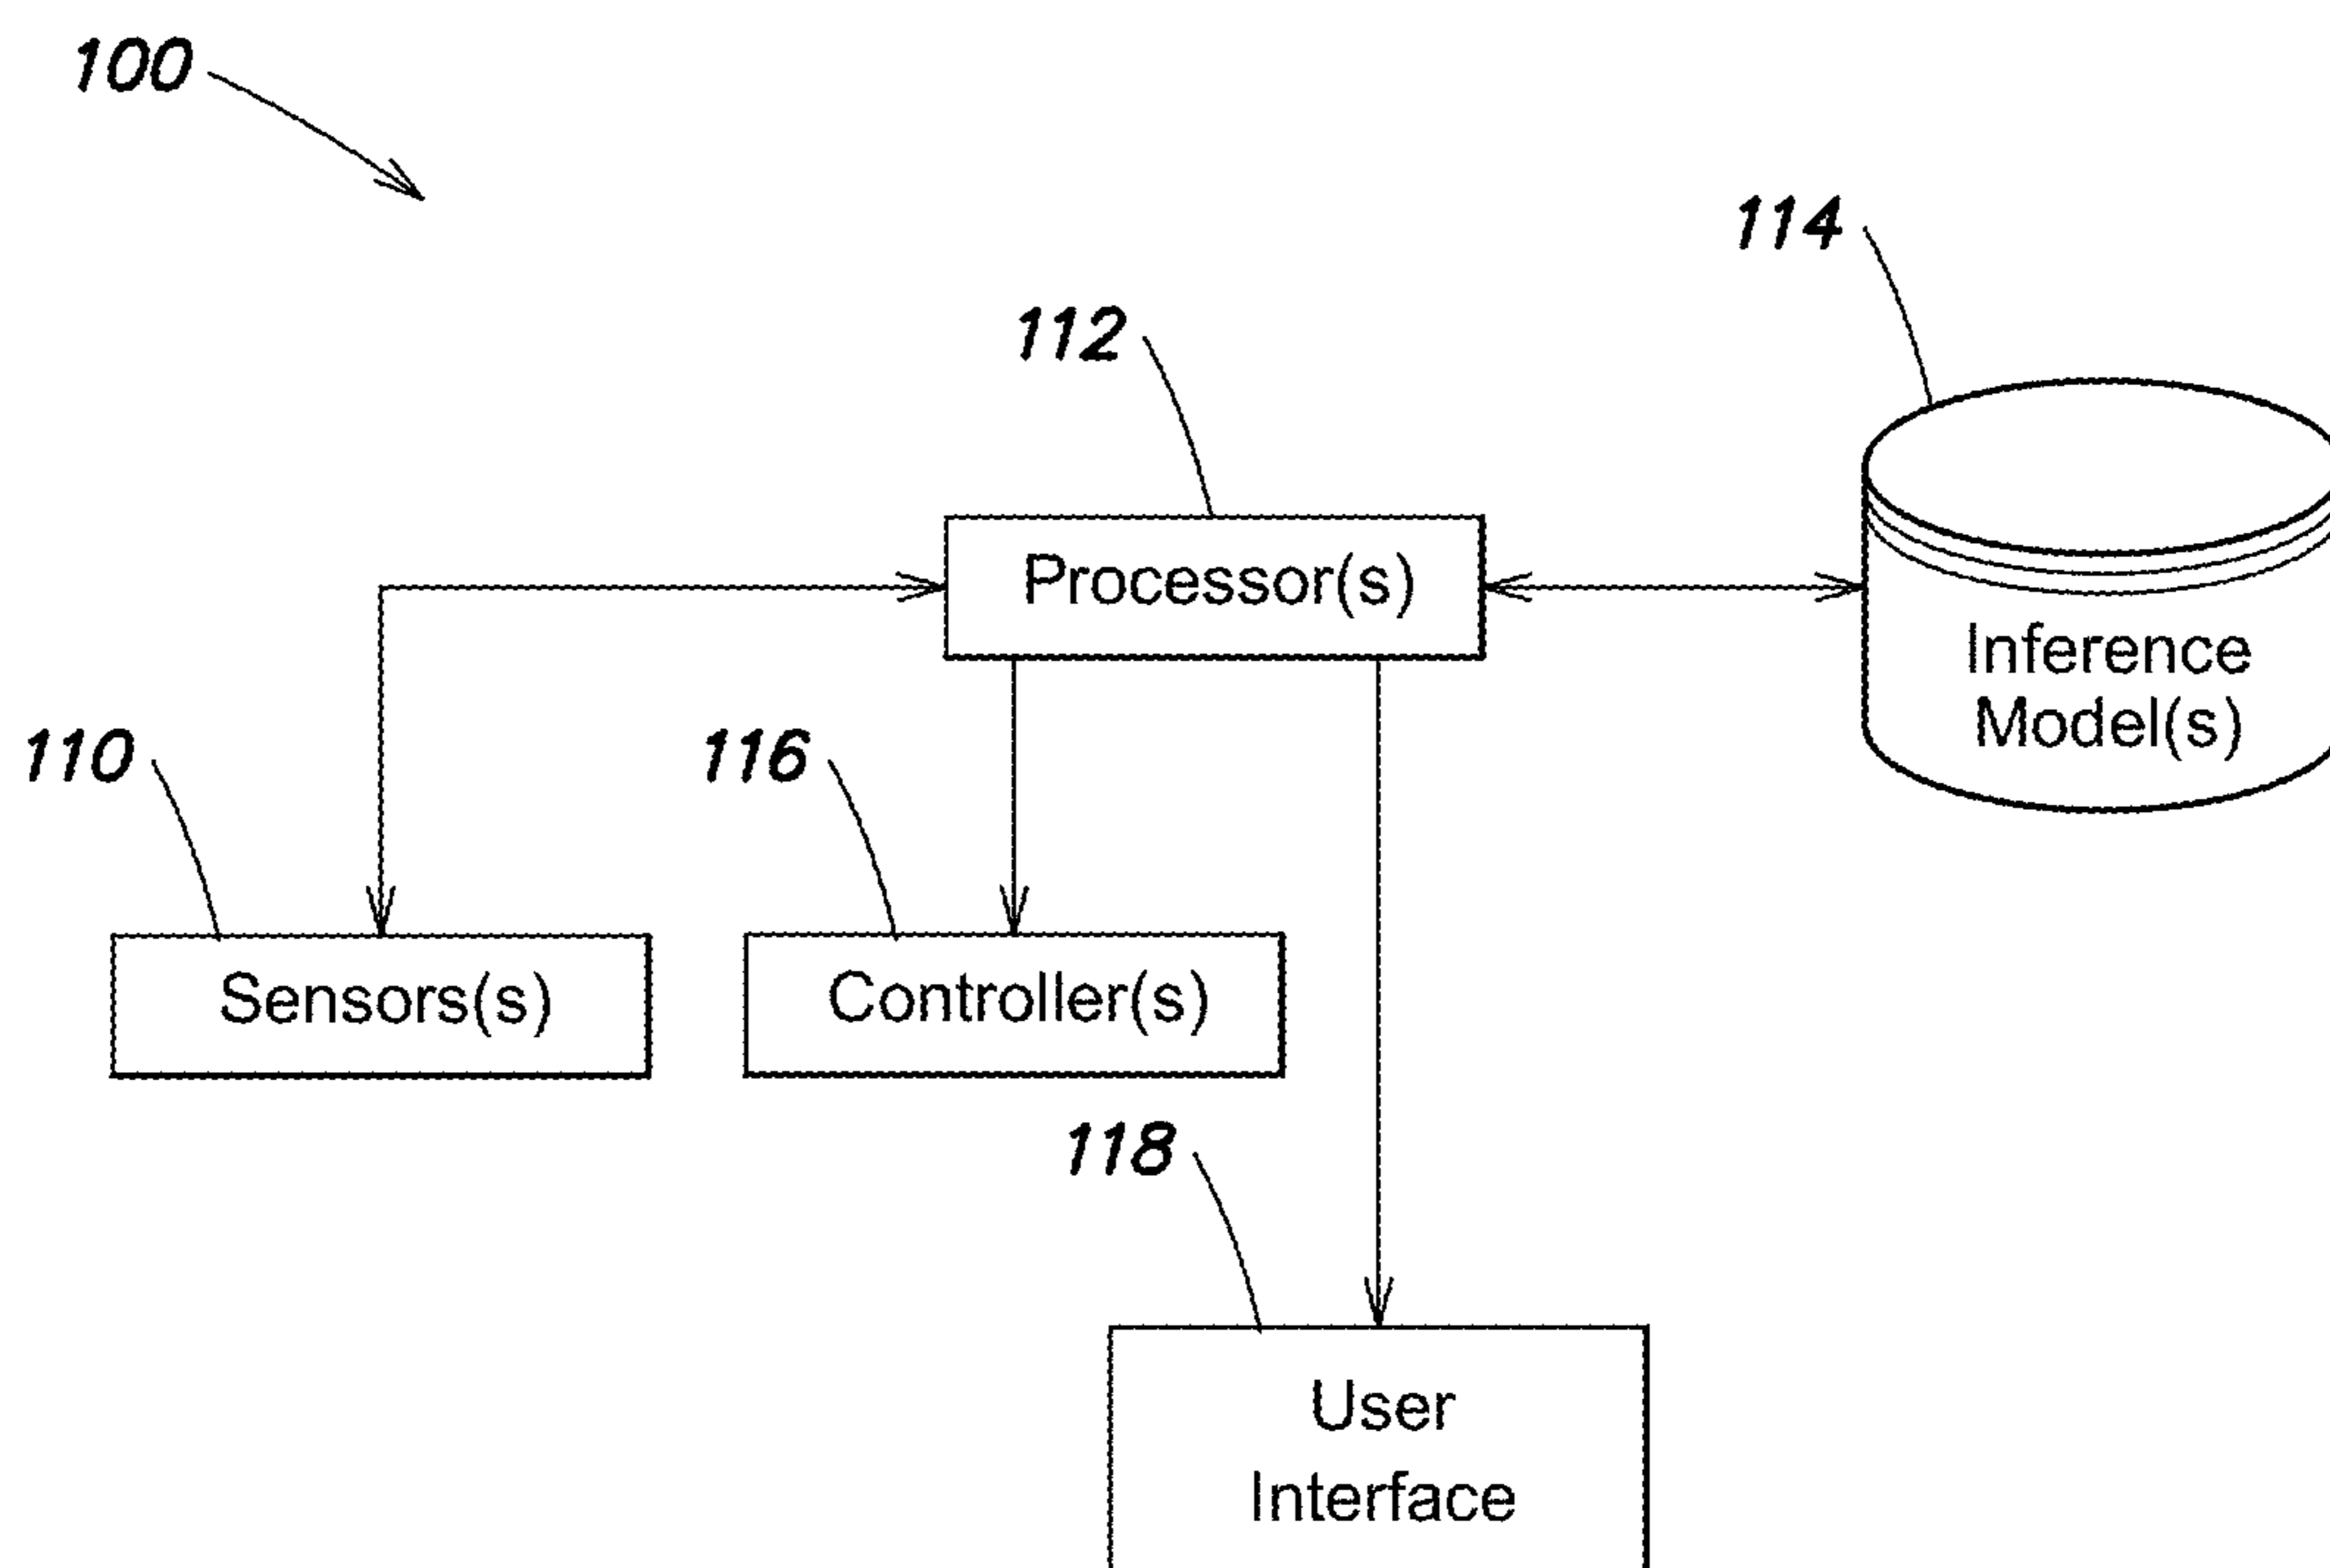 100
114
112
Processor(s)
Inference
Model(s)
110
116
Sensors(s)
Controller(s)
118
User
Interface